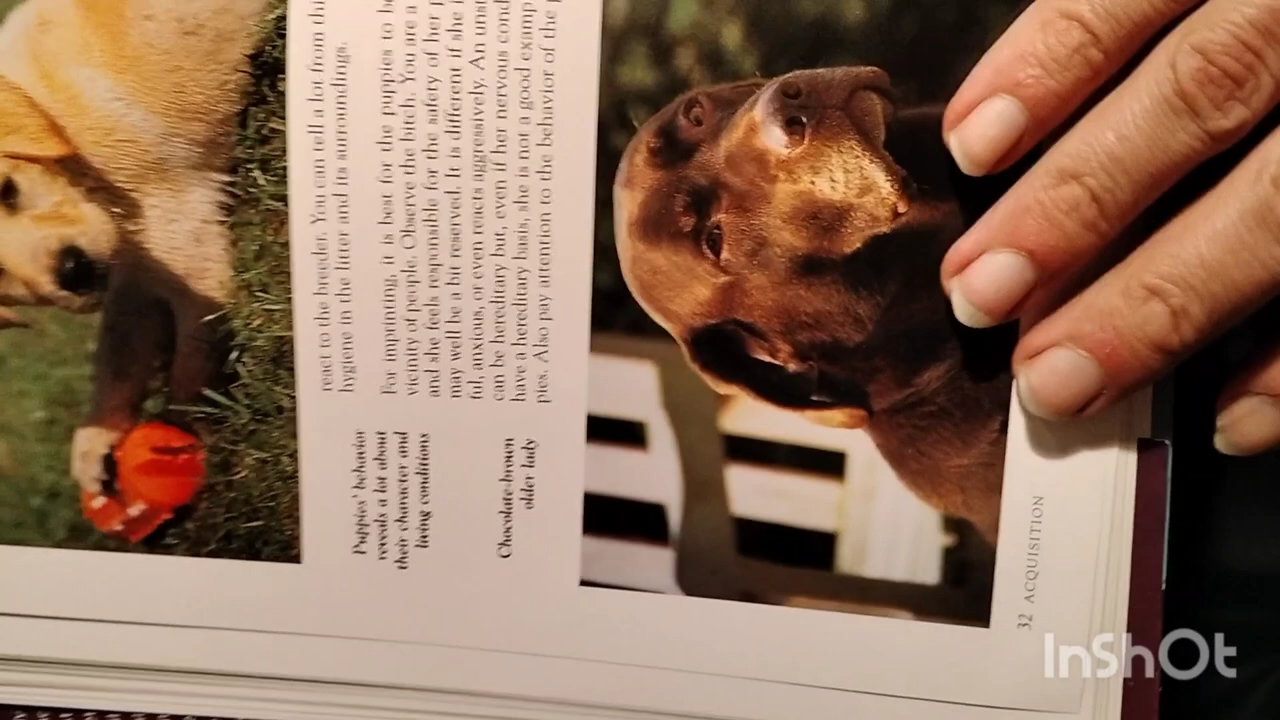 react to the breeder. You can tell a lot from thi
hygiene in the litter and its surroundings.
For imprinting, it is best for the puppies to be
vicinity of people. Observe the bitch. You are a
and she feels responsible for the safety of her p
may well be a bit reserved. It is different if she i
ful, anxious, or even reacts aggressively. An unst
can be hereditary but, even if her nervous cond
have a hereditary basis, she is not a good examp
pies. Also pay attention to the behavior of the p
Puppies' behavior
reveals a lot about
their character and
living conditions
Chocolate-brown
older lady
32 ACQUISITION
InShOt